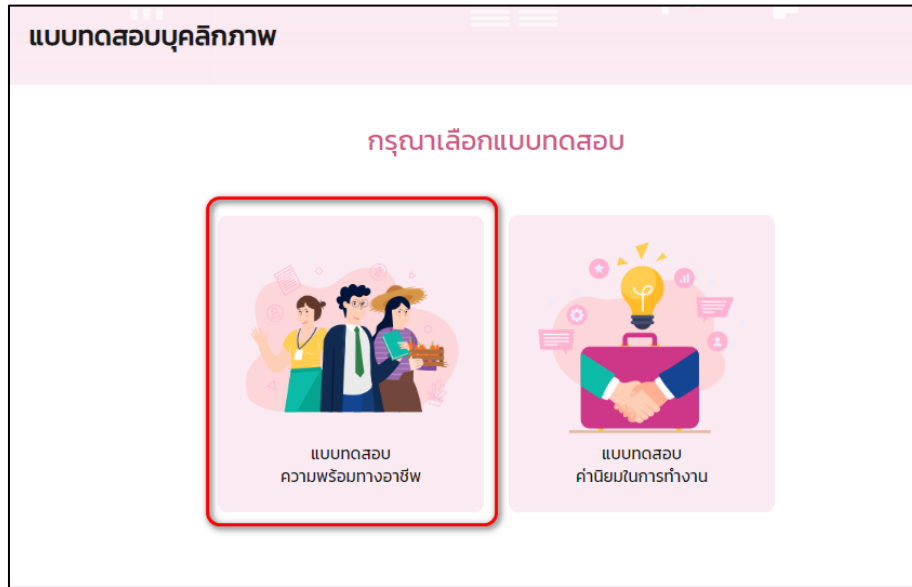 แบบทดสอบบุคลิกภาพ
กรุณาเลือกแบบทดสอบ
แบบทดสอบ
ความพร้อมทางอาชีพ
แบบทดสอบ
ค่านิยมในการทำงาน